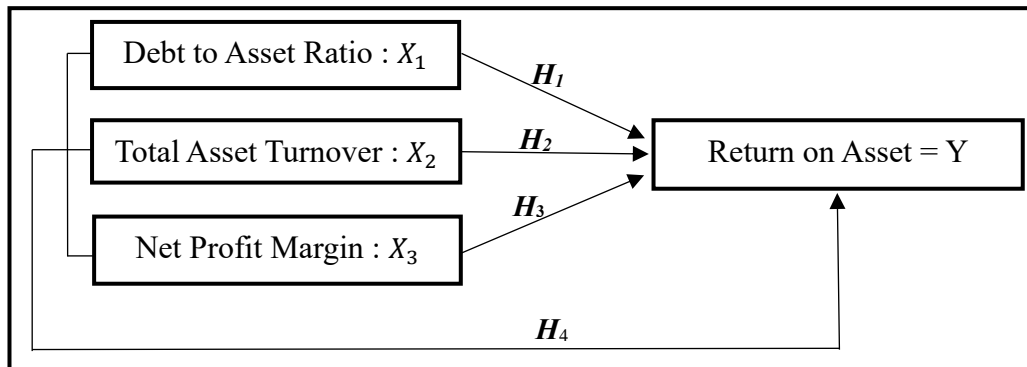 Debt to Asset Ratio : X₁
H₁
Total Asset Turnover : X₂
H₂
Return on Asset = Y
H₃
Net Profit Margin : X₃
H₄